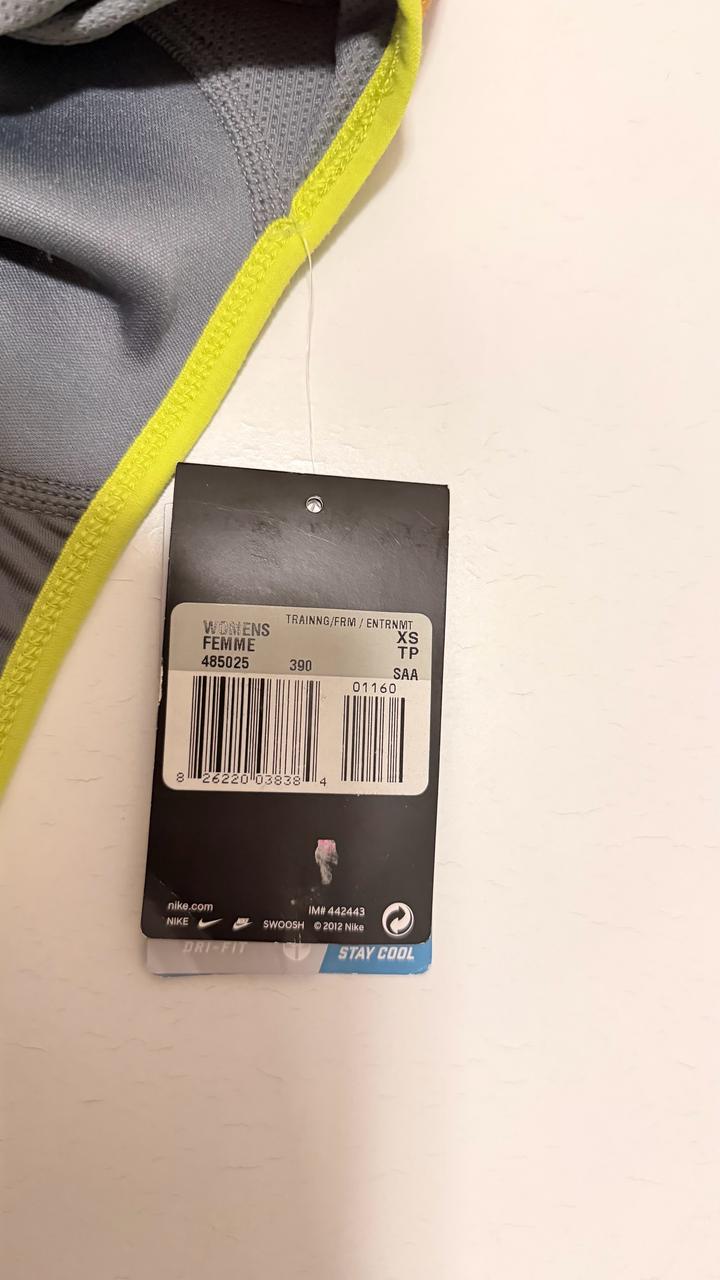 TRAINNG/FRM / ENTRNMT
WOMENS
FEMME
XS
TP
485025 390 SAA
01160
8 26220 03838 4
nike.com
IM# 442443
NIKE SWOOSH © 2012 Nike
DRI-FIT STAY COOL